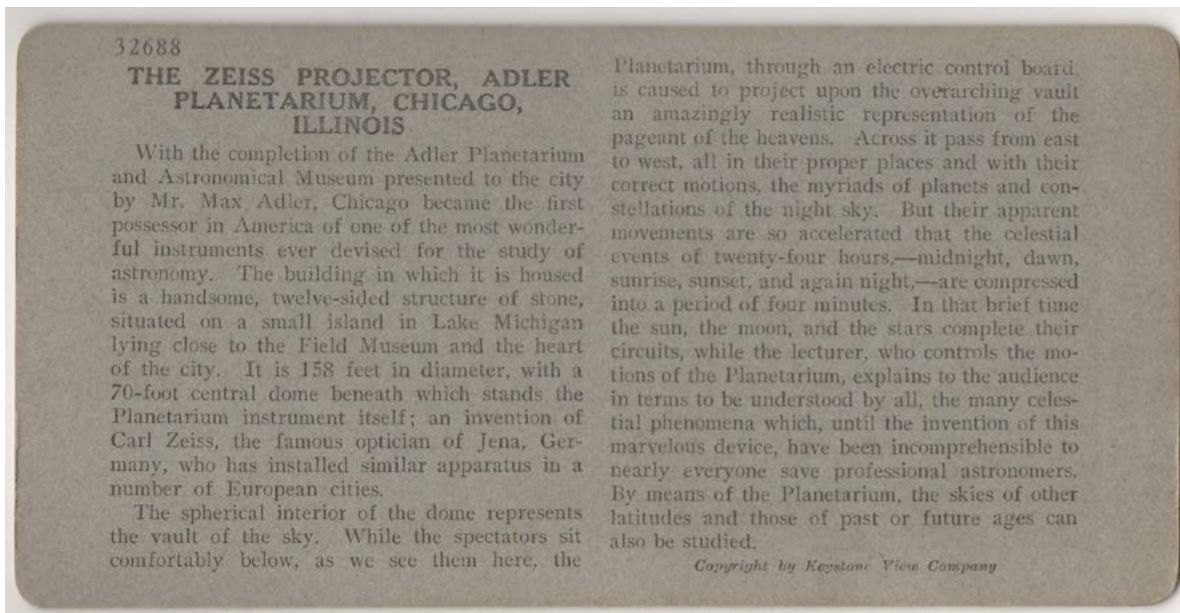 32688
THE ZEISS PROJECTOR, ADLER
PLANETARIUM, CHICAGO,
ILLINOIS
With the completion of the Adler Planetarium
and Astronomical Museum presented to the city
by Mr. Max Adler, Chicago became the first
possessor in America of one of the most wonder-
ful instruments ever devised for the study of
astronomy. The building in which it is housed
is a handsome, twelve-sided structure of stone,
situated on a small island in Lake Michigan
lying close to the Field Museum and the heart
of the city. It is 158 feet in diameter, with a
70-foot central dome beneath which stands the
Planetarium instrument itself; an invention of
Carl Zeiss, the famous optician of Jena, Ger-
many, who has installed similar apparatus in a
number of European cities.
The spherical interior of the dome represents
the vault of the sky. While the spectators sit
comfortably below, as we see them here, the
Planetarium, through an electric control board,
is caused to project upon the overarching vault
an amazingly realistic representation of the
pageant of the heavens. Across it pass from east
to west, all in their proper places and with their
correct motions, the myriads of planets and con-
stellations of the night sky. But their apparent
movements are so accelerated that the celestial
events of twenty-four hours,—midnight, dawn,
sunrise, sunset, and again night,—are compressed
into a period of four minutes. In that brief time
the sun, the moon, and the stars complete their
circuits, while the lecturer, who controls the mo-
tions of the Planetarium, explains to the audience
in terms to be understood by all, the many celes-
tial phenomena which, until the invention of this
marvelous device, have been incomprehensible to
nearly everyone save professional astronomers.
By means of the Planetarium, the skies of other
latitudes and those of past or future ages can
also be studied.
Copyright by Keystone View Company